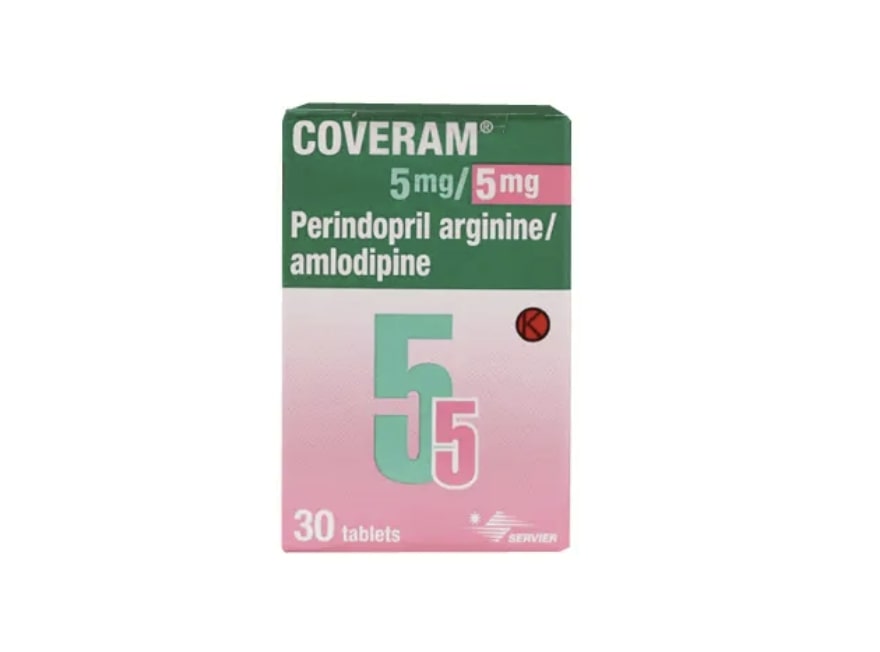 COVERAM®
5mg/5mg
Perindopril arginine/
amlodipine
K
5
5
30 tablets
SERVIER